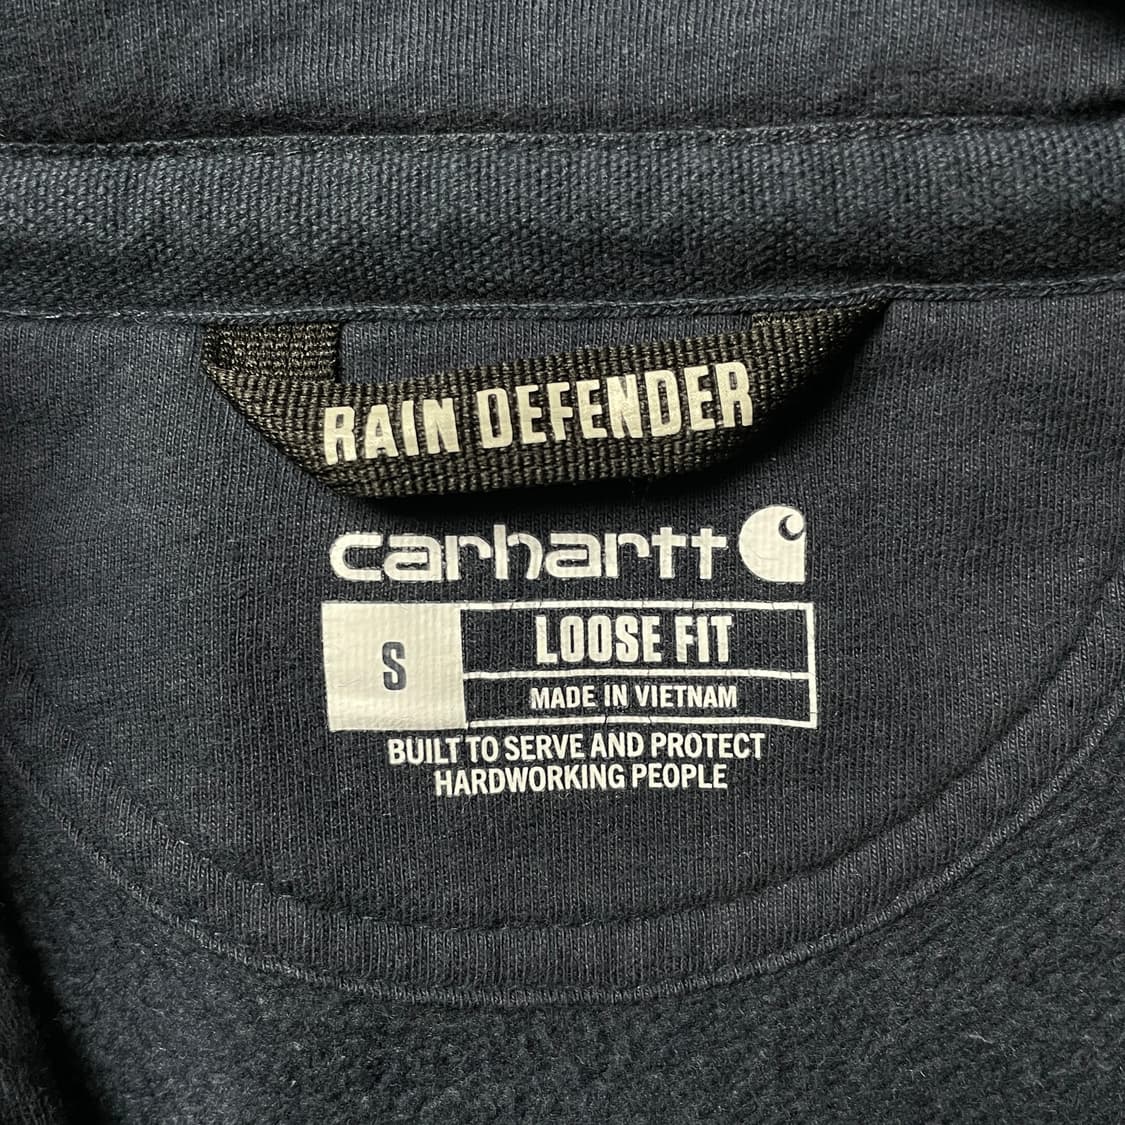 RAIN DEFENDER
carhartt
S
LOOSE FIT
MADE IN VIETNAM
BUILT TO SERVE AND PROTECT
HARDWORKING PEOPLE